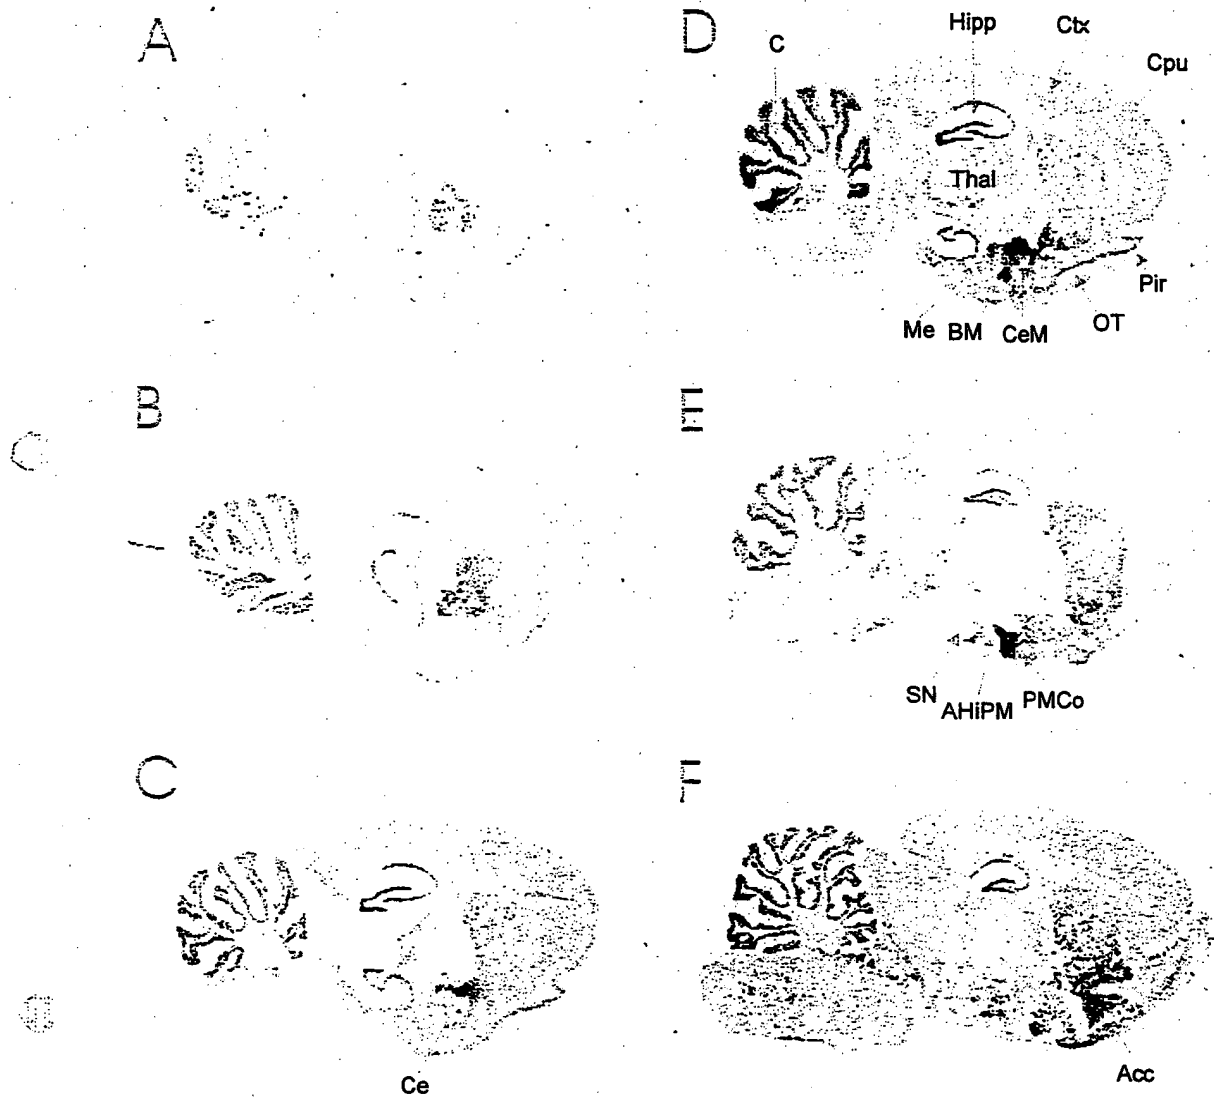 A
D
Hipp
Ctx
C
Cpu
Thal
Pir
Me BM CeM OT
B
E
SN AHiPM PMCo
C
F
Ce
Acc